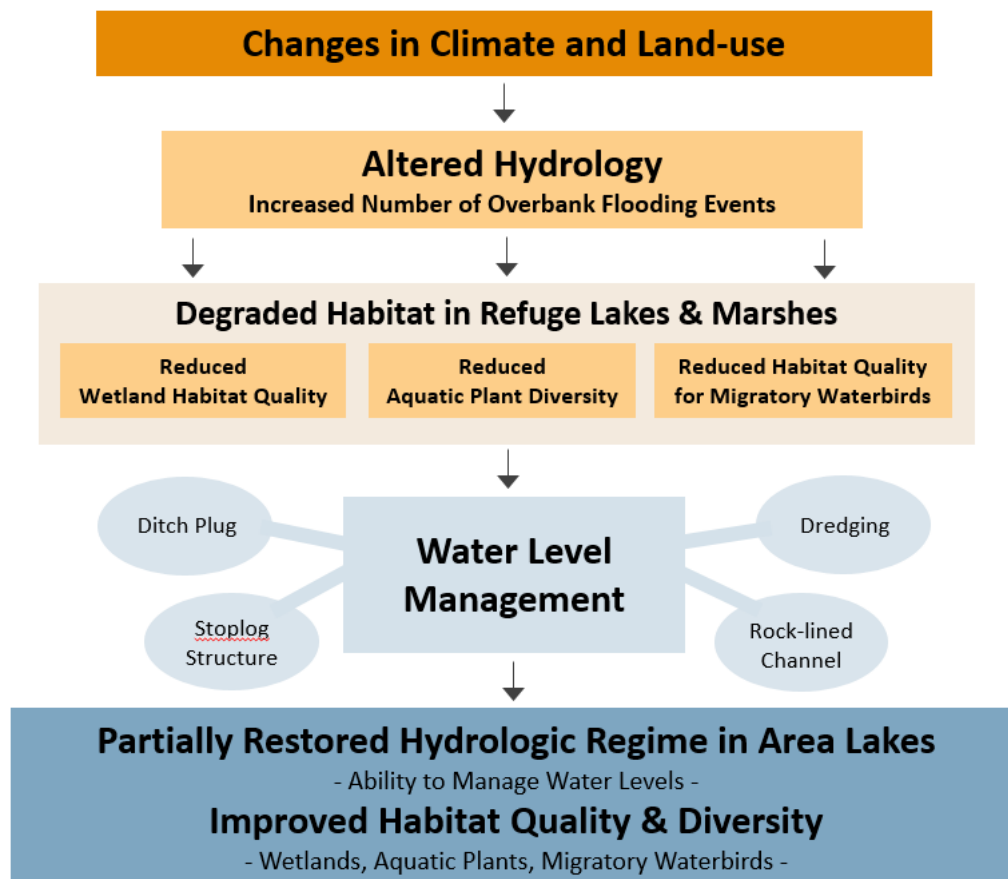 Changes in Climate and Land-use
Altered Hydrology
Increased Number of Overbank Flooding Events
Degraded Habitat in Refuge Lakes & Marshes
Reduced
Wetland Habitat Quality
Reduced
Aquatic Plant Diversity
Reduced Habitat Quality
for Migratory Waterbirds
Ditch Plug
Dredging
Water Level
Management
Stoplog
Structure
Rock-lined
Channel
Partially Restored Hydrologic Regime in Area Lakes
- Ability to Manage Water Levels -
Improved Habitat Quality & Diversity
- Wetlands, Aquatic Plants, Migratory Waterbirds -